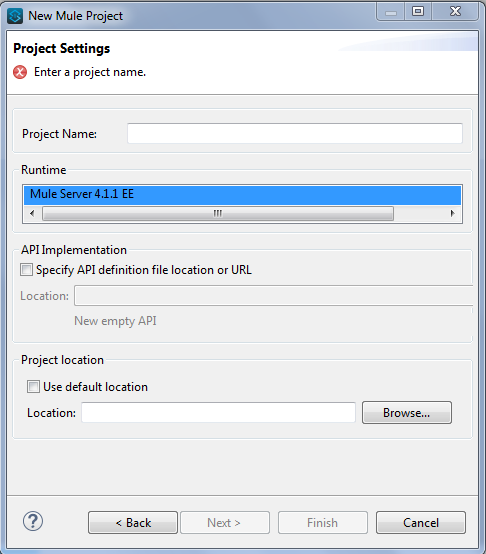 New Mule Project
Project Settings
Enter a project name.
Project Name:
Runtime
Mule Server 4.1.1 EE
API Implementation
Specify API definition file location or URL
Location:
New empty API
Project location
Use default location
Location: Browse...
? < Back Next > Finish Cancel